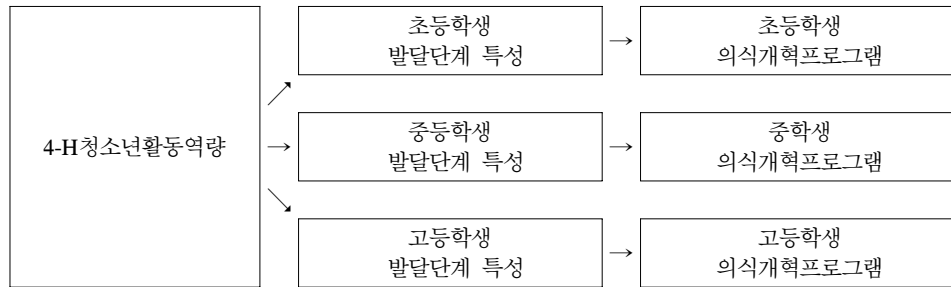 초등학생
발달단계 특성
→
초등학생
의식개혁프로그램
↗
4-H청소년활동역량
→
중등학생
발달단계 특성
→
중학생
의식개혁프로그램
↘
고등학생
발달단계 특성
→
고등학생
의식개혁프로그램